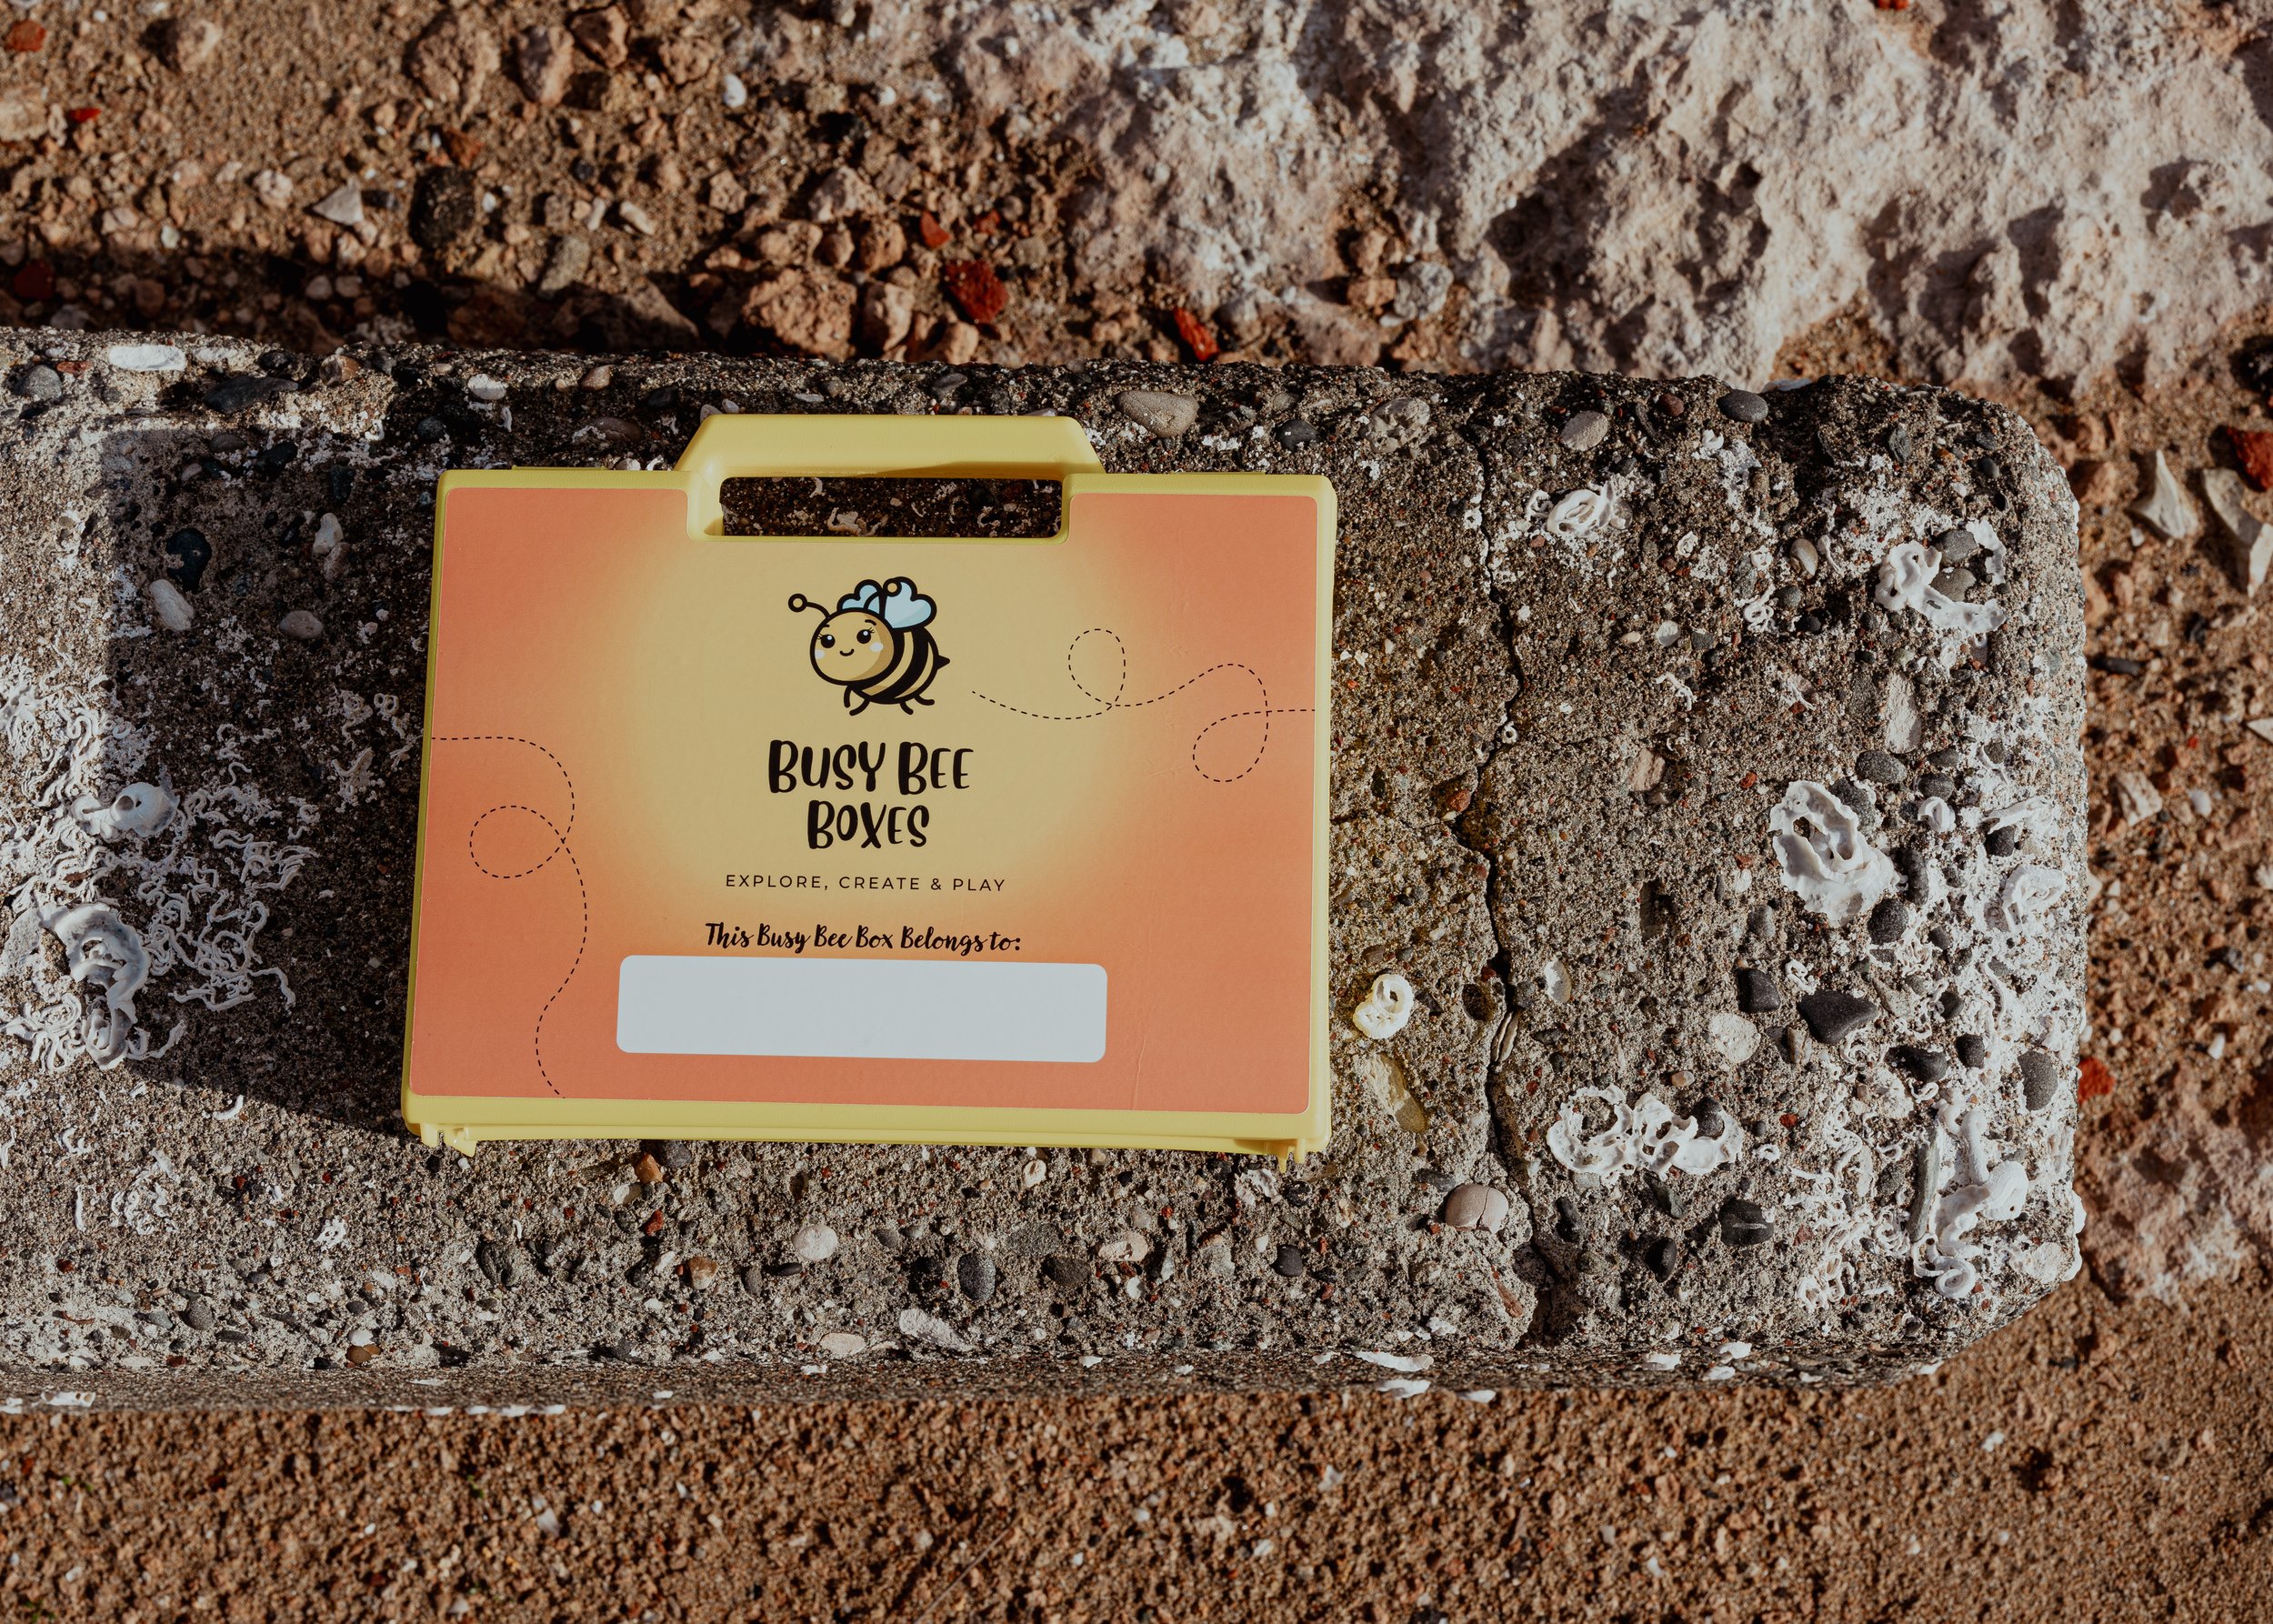 BUSY BEE
BOXES
EXPLORE, CREATE & PLAY
This Busy Bee Box Belongs to: